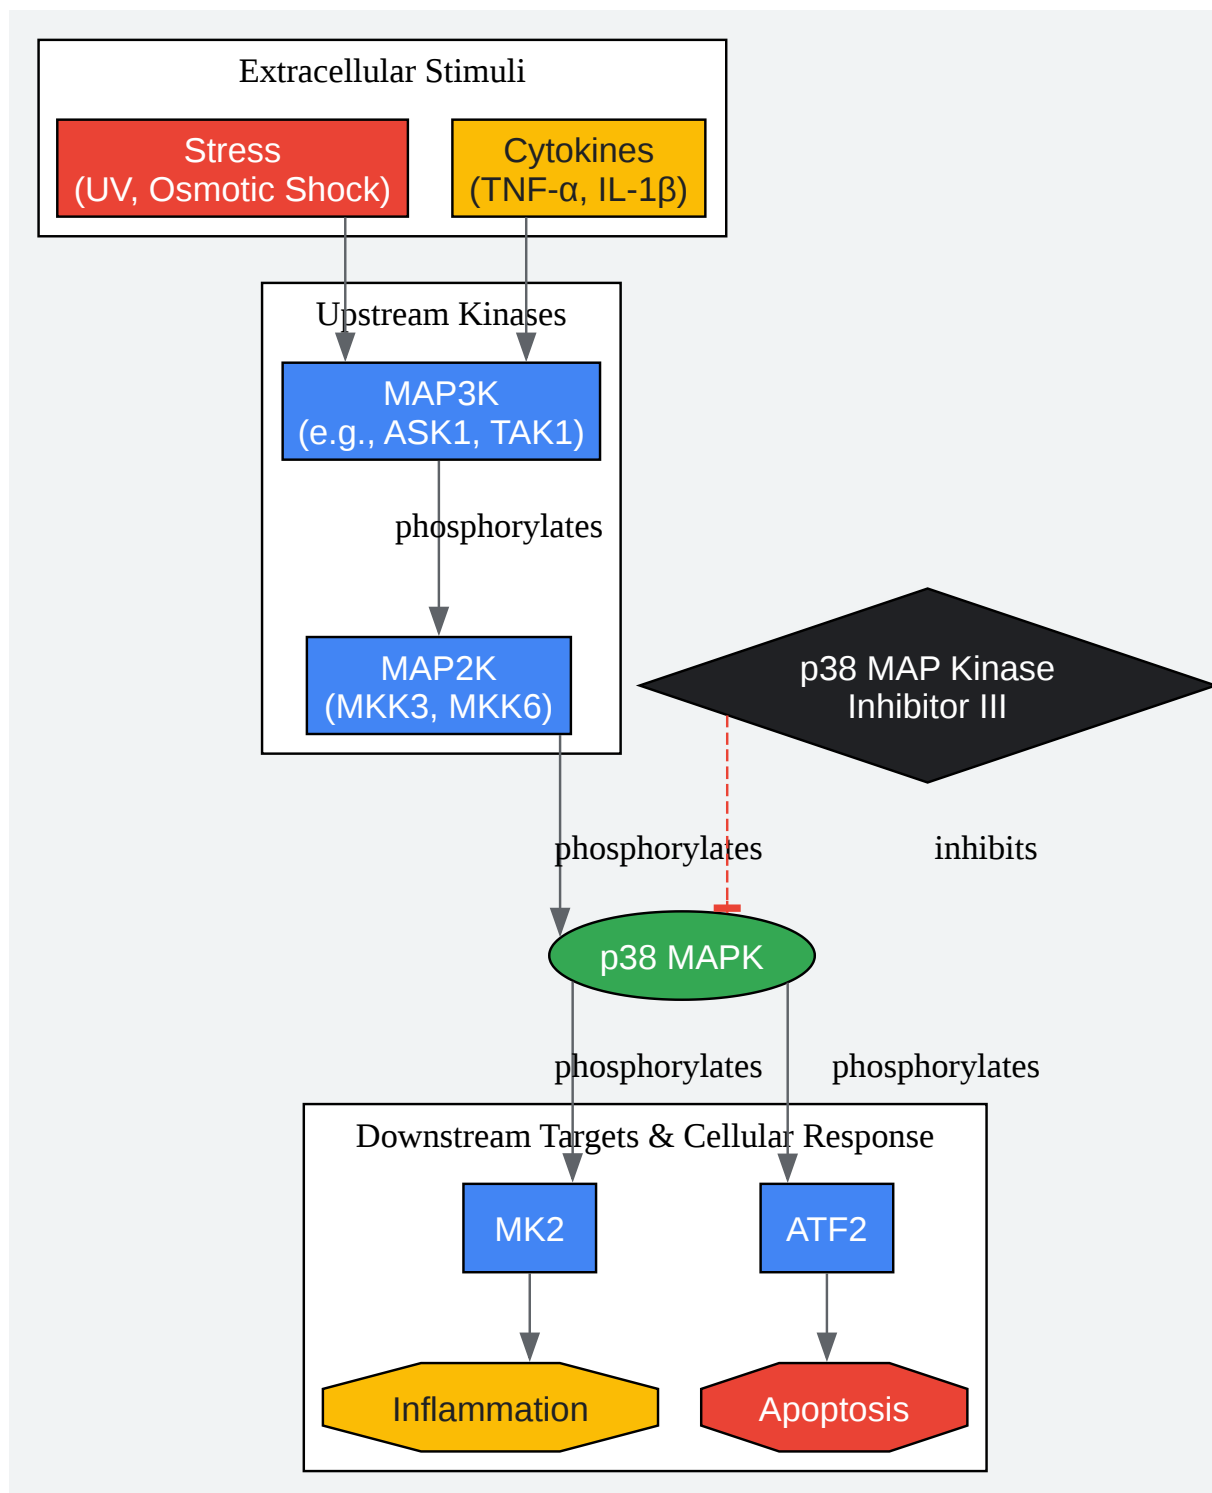 Extracellular Stimuli
Stress
(UV, Osmotic Shock)
Cytokines
(TNF-α, IL-1β)
Upstream Kinases
MAP3K
(e.g., ASK1, TAK1)
phosphorylates
MAP2K
(MKK3, MKK6)
p38 MAP Kinase
Inhibitor III
phosphorylates
inhibits
p38 MAPK
phosphorylates
phosphorylates
Downstream Targets & Cellular Response
MK2
ATF2
Inflammation
Apoptosis